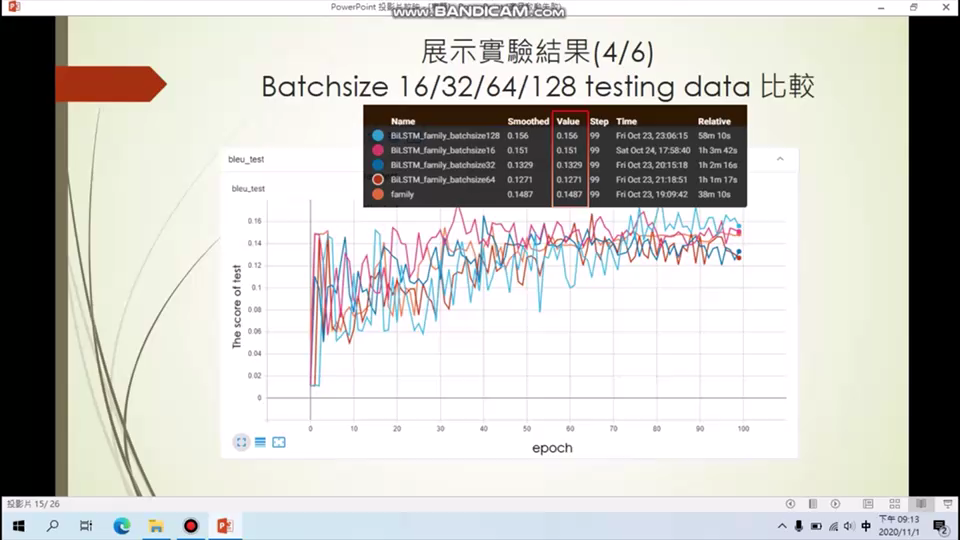 PowerPoint 投影片放映
www.BANDICAM.com
展示實驗結果(4/6)
Batchsize 16/32/64/128 testing data 比較
Name Smoothed Value Step Time Relative
BiLSTM_family_batchsize128 0.156 0.156 99 Fri Oct 23, 23:06:15 58m 10s
BiLSTM_family_batchsize16 0.151 0.151 99 Sat Oct 24, 17:58:40 1h 3m 42s
BiLSTM_family_batchsize32 0.1329 0.1329 99 Fri Oct 23, 20:15:18 1h 2m 16s
BiLSTM_family_batchsize64 0.1271 0.1271 99 Fri Oct 23, 21:18:51 1h 1m 17s
family 0.1487 0.1487 99 Fri Oct 23, 19:09:42 38m 10s
bleu_test
bleu_test
The score of test
0.16
0.14
0.12
0.1
0.08
0.06
0.04
0.02
0
0 10 20 30 40 50 60 70 80 90 100
epoch
投影片 15/ 26
中
下午 09:13
2020/11/1
2